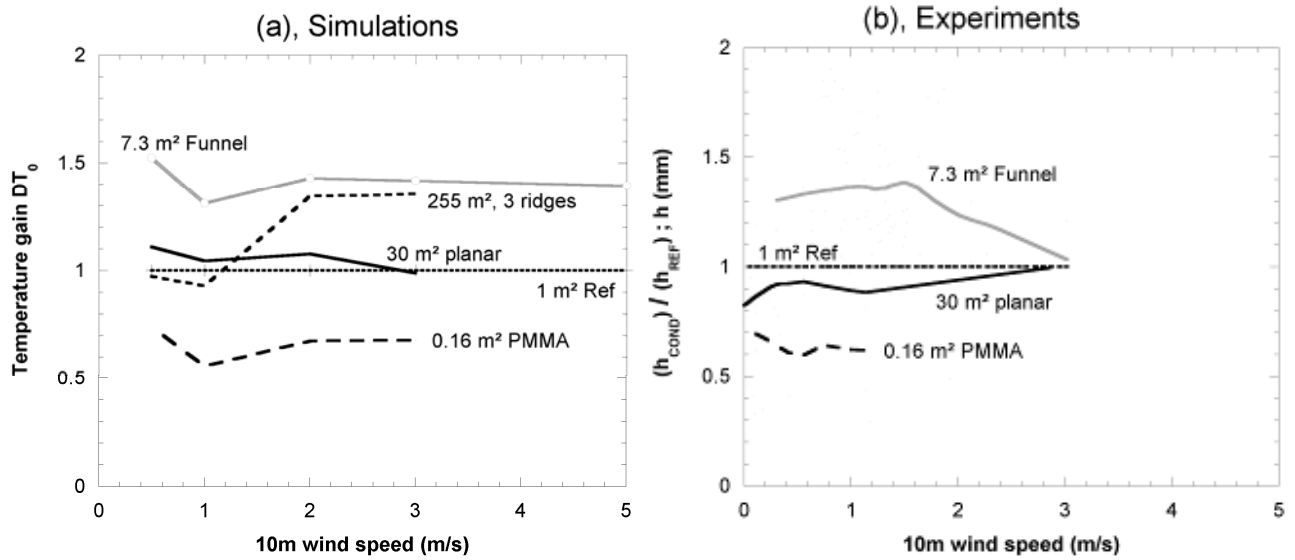 (a), Simulations
2
1.5
1
0.5
0
Temperature gain DT₀
7.3 m² Funnel
255 m², 3 ridges
30 m² planar
1 m² Ref
0.16 m² PMMA
0 1 2 3 4 5
10m wind speed (m/s)
(b), Experiments
2
1.5
1
0.5
0
(h_COND) / (h_REF) ; h (mm)
7.3 m² Funnel
1 m² Ref
30 m² planar
0.16 m² PMMA
0 1 2 3 4 5
10m wind speed (m/s)